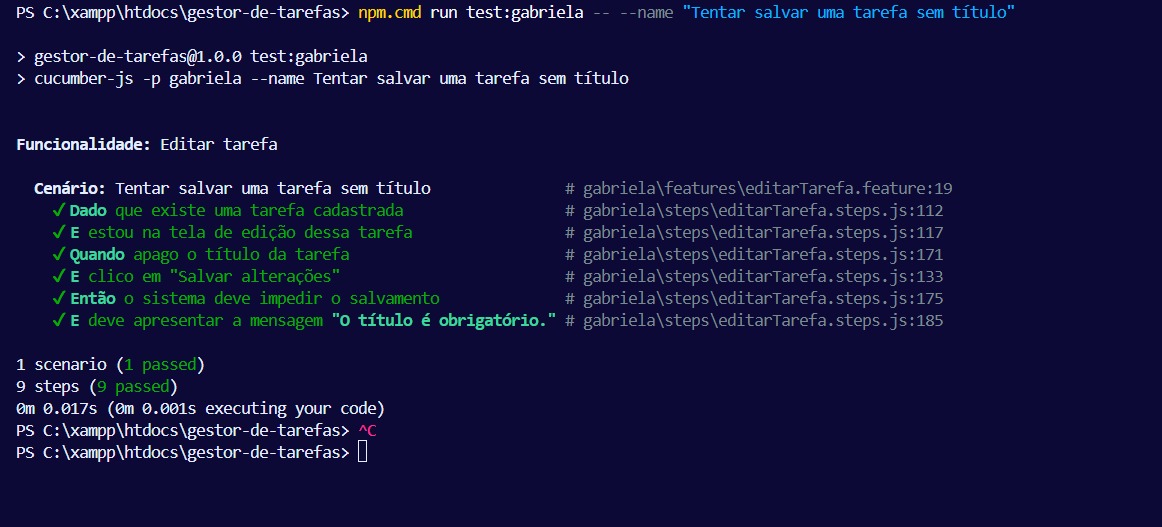 PS C:\xampp\htdocs\gestor-de-tarefas> npm.cmd run test:gabriela -- --name "Tentar salvar uma tarefa sem título"
> gestor-de-tarefas@1.0.0 test:gabriela
> cucumber-js -p gabriela --name Tentar salvar uma tarefa sem título
Funcionalidade: Editar tarefa
Cenário: Tentar salvar uma tarefa sem título # gabriela\features\editarTarefa.feature:19
✓ Dado que existe uma tarefa cadastrada # gabriela\steps\editarTarefa.steps.js:112
✓ E estou na tela de edição dessa tarefa # gabriela\steps\editarTarefa.steps.js:117
✓ Quando apago o título da tarefa # gabriela\steps\editarTarefa.steps.js:171
✓ E clico em "Salvar alterações" # gabriela\steps\editarTarefa.steps.js:133
✓ Então o sistema deve impedir o salvamento # gabriela\steps\editarTarefa.steps.js:175
✓ E deve apresentar a mensagem "O título é obrigatório." # gabriela\steps\editarTarefa.steps.js:185
1 scenario (1 passed)
9 steps (9 passed)
0m 0.017s (0m 0.001s executing your code)
PS C:\xampp\htdocs\gestor-de-tarefas> ^C
PS C:\xampp\htdocs\gestor-de-tarefas>